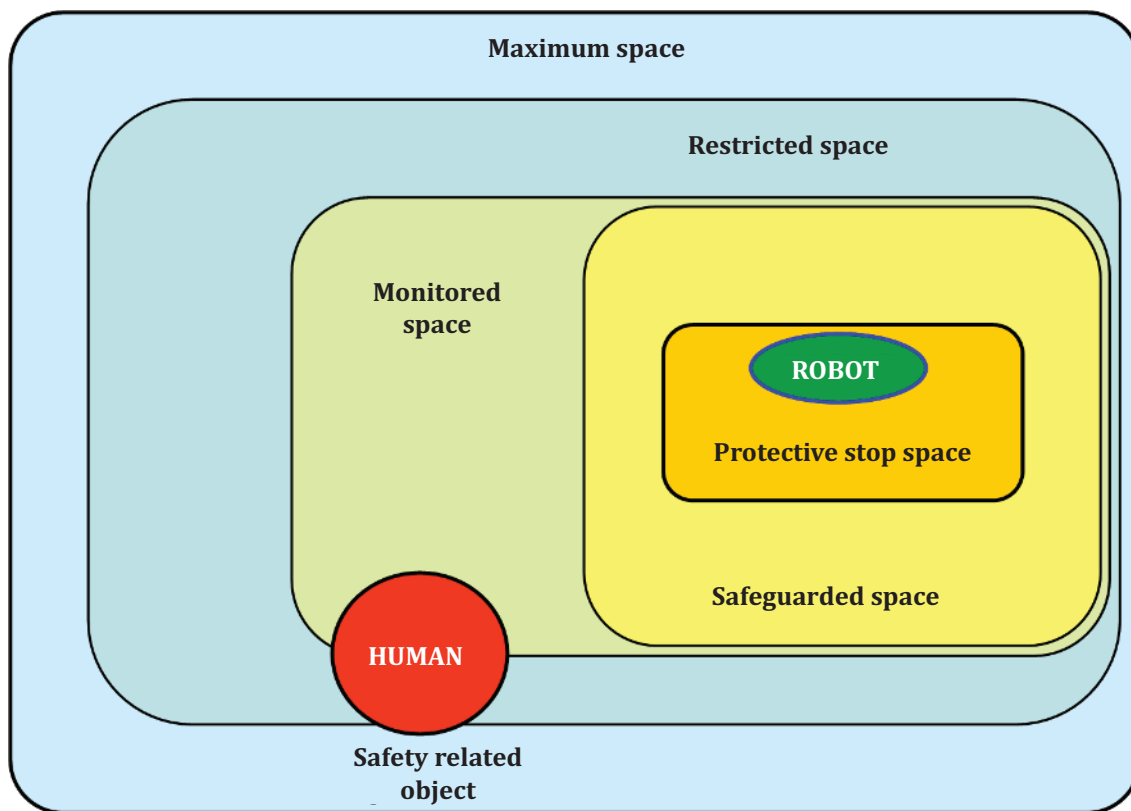 Maximum space
Restricted space
Monitored
space
ROBOT
Protective stop space
Safeguarded space
HUMAN
Safety related
object